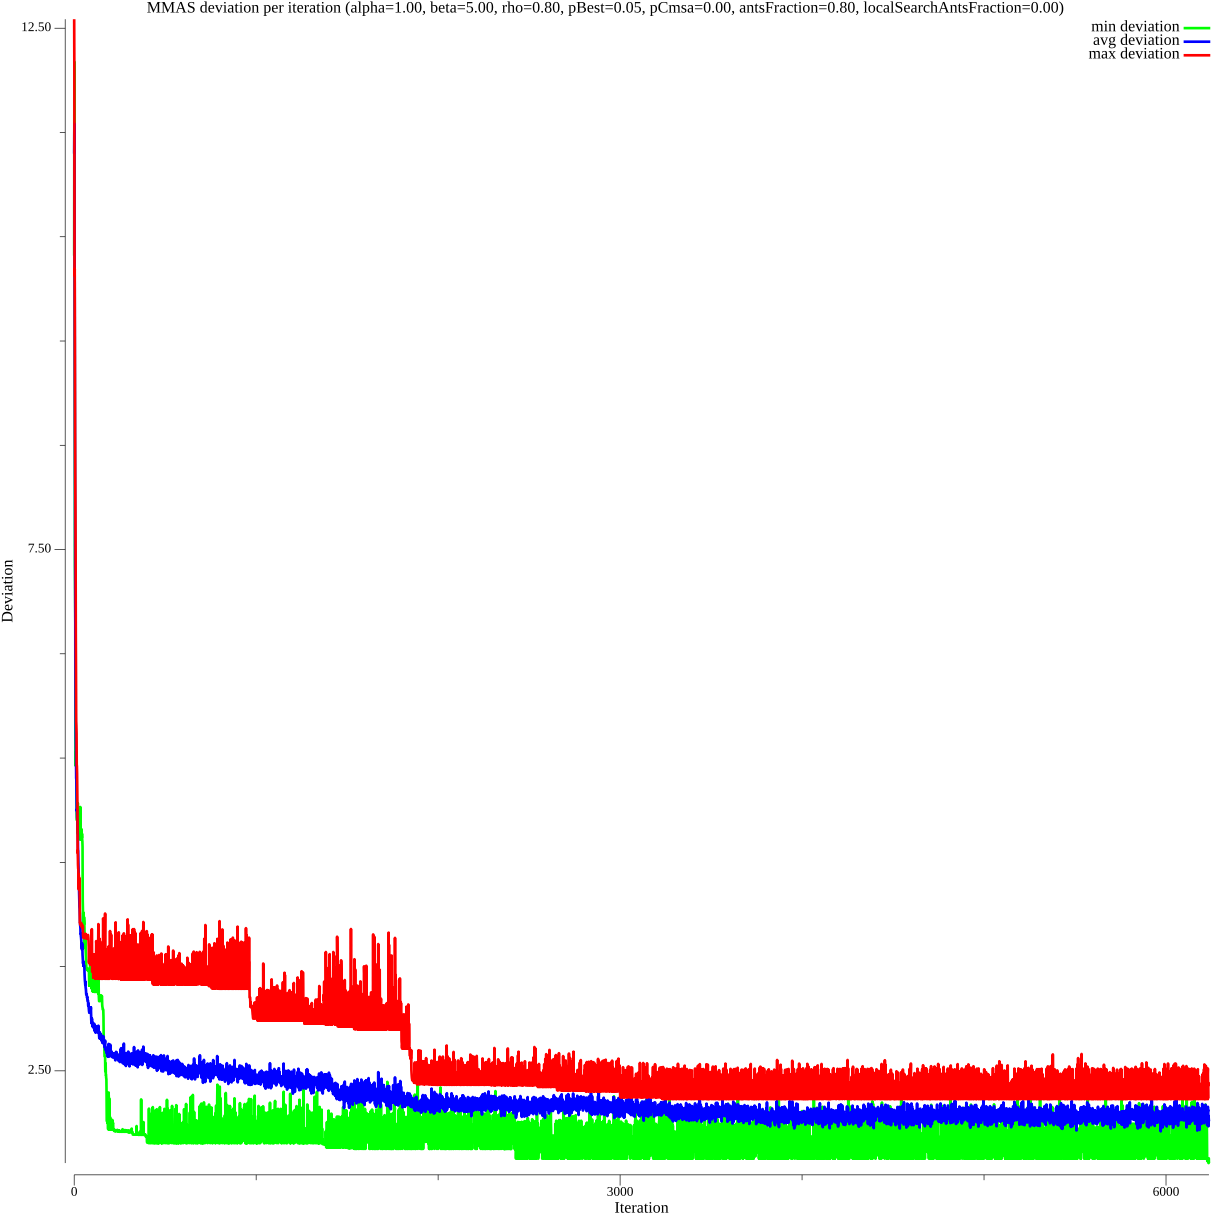 MMAS deviation per iteration (alpha=1.00, beta=5.00, rho=0.80, pBest=0.05, pCmsa=0.00, antsFraction=0.80, localSearchAntsFraction=0.00)
min deviation
avg deviation
max deviation
12.50
7.50
2.50
Deviation
0
3000
6000
Iteration